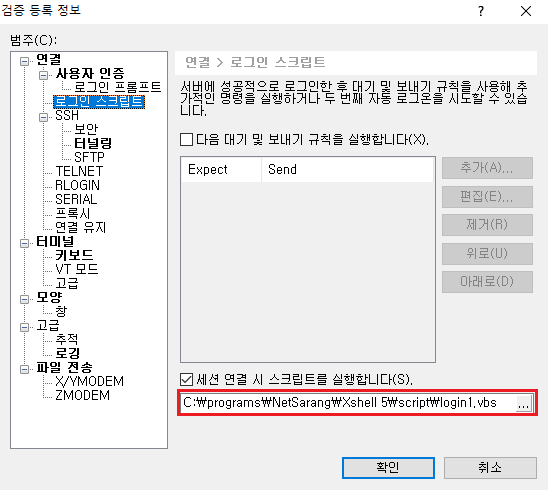 검증 등록 정보
?
범주(C):
연결
사용자 인증
로그인 프롬프트
로그인 스크립트
SSH
보안
터널링
SFTP
TELNET
RLOGIN
SERIAL
프록시
연결 유지
터미널
키보드
VT 모드
고급
모양
창
고급
추적
로깅
파일 전송
X/YMODEM
ZMODEM
연결 > 로그인 스크립트
서버에 성공적으로 로그인한 후 대기 및 보내기 규칙을 사용해 추
가적인 명령을 실행하거나 두 번째 자동 로그온을 시도할 수 있습
니다.
다음 대기 및 보내기 규칙을 실행합니다(X).
Expect Send
추가(A)...
편집(E)...
제거(R)
위로(U)
아래로(D)
세션 연결 시 스크립트를 실행합니다(S).
C:₩programs₩NetSarang₩Xshell 5₩script₩login1.vbs ...
확인 취소